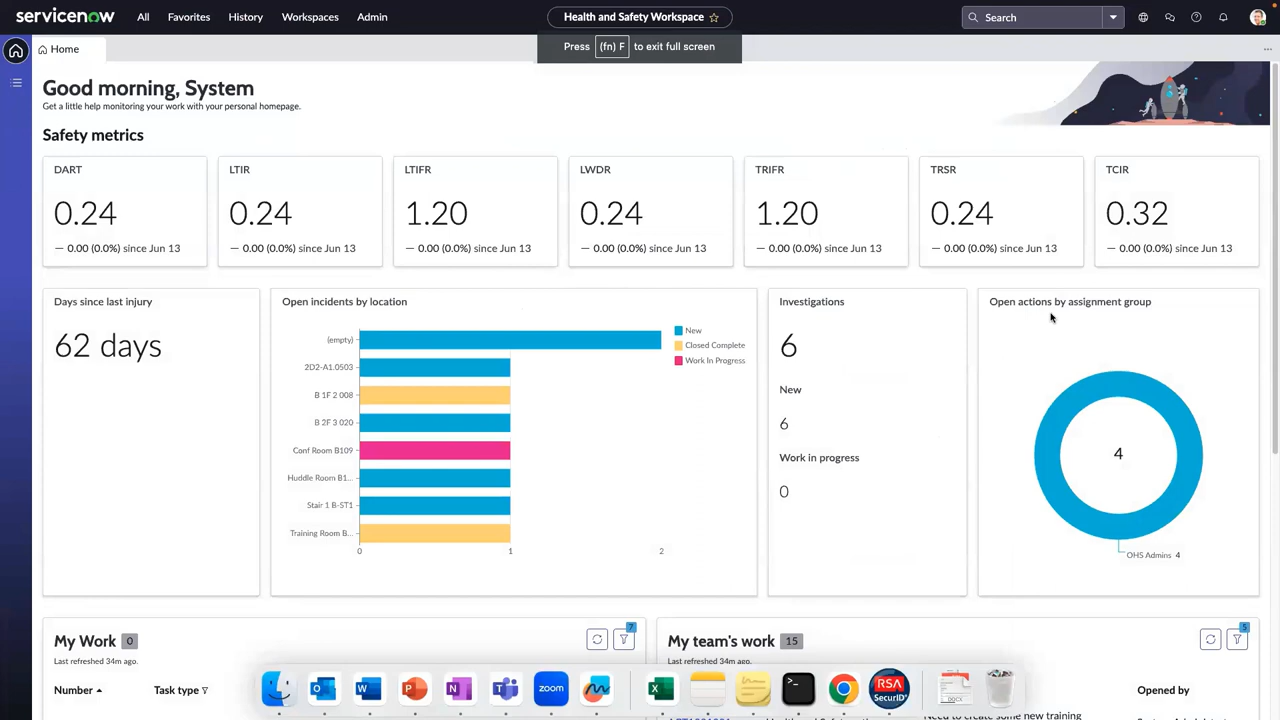 servicenow
All
Favorites
History
Workspaces
Admin
Health and Safety Workspace
Search
Press (fn) F to exit full screen
Home
Good morning, System
Get a little help monitoring your work with your personal homepage.
Safety metrics
DART
0.24
— 0.00 (0.0%) since Jun 13
LTIR
0.24
— 0.00 (0.0%) since Jun 13
LTIFR
1.20
— 0.00 (0.0%) since Jun 13
LWDR
0.24
— 0.00 (0.0%) since Jun 13
TRIFR
1.20
— 0.00 (0.0%) since Jun 13
TRSR
0.24
— 0.00 (0.0%) since Jun 13
TCIR
0.32
— 0.00 (0.0%) since Jun 13
Days since last injury
62 days
Open incidents by location
(empty)
2D2-A1.0503
B 1F 2 008
B 2F 3 020
Conf Room B109
Huddle Room B1...
Stair 1 B-ST1
Training Room B...
0
1
2
New
Closed Complete
Work In Progress
Investigations
6
New
6
Work in progress
0
Open actions by assignment group
4
OHS Admins 4
My Work 0
7
Last refreshed 34m ago.
Number
Task type
My team's work 15
5
Last refreshed 34m ago.
Opened by
Need to create some new training
zoom
RSA
SecurID
DOCX